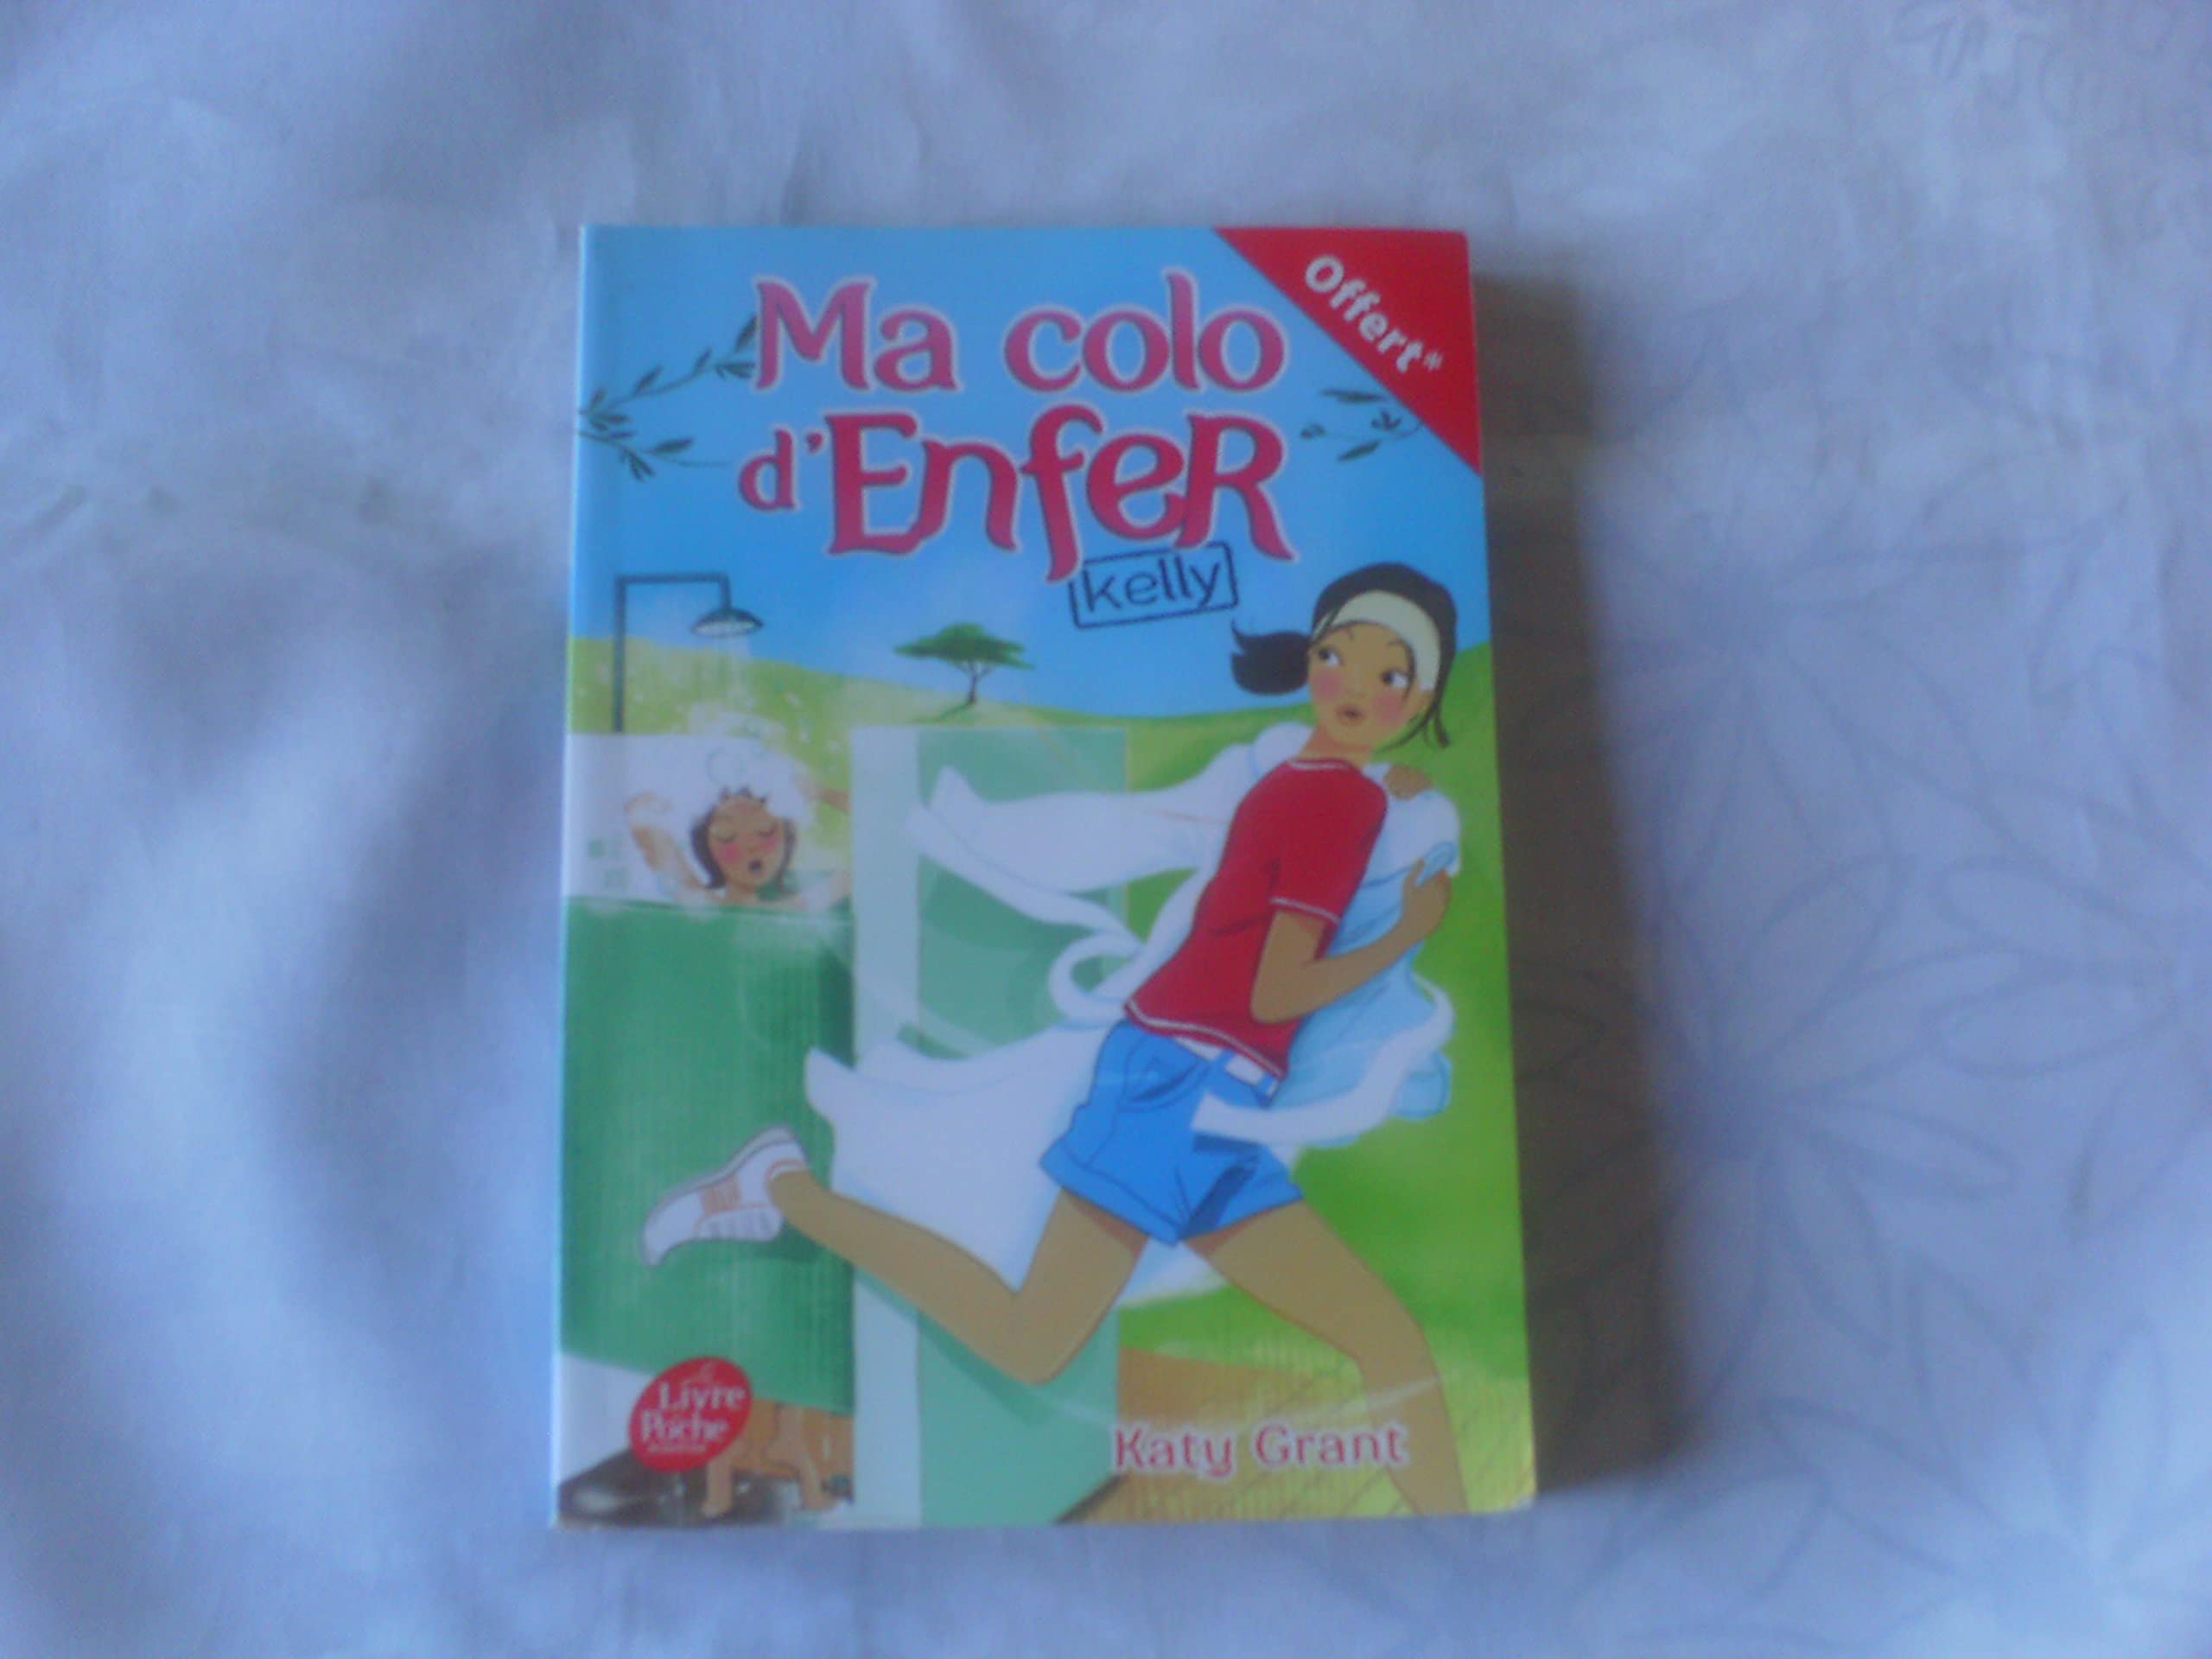 Offert*
Ma colo
d'EnfeR
kelly
Livre
Poche
Katy Grant